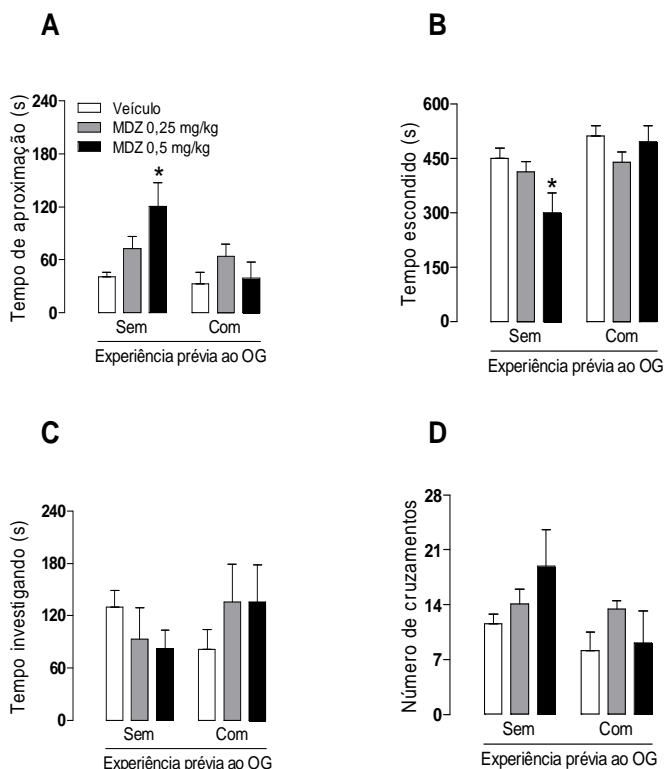 A
Tempo de aproximação (s)
240
180
120
60
0
Veículo
MDZ 0,25 mg/kg
MDZ 0,5 mg/kg
*
Sem Com
Experiência prévia ao OG
B
Tempo escondido (s)
600
450
300
150
0
*
Sem Com
Experiência prévia ao OG
C
Tempo investigando (s)
240
180
120
60
0
Sem Com
Experiência prévia ao OG
D
Número de cruzamentos
28
21
14
7
0
Sem Com
Experiência prévia ao OG